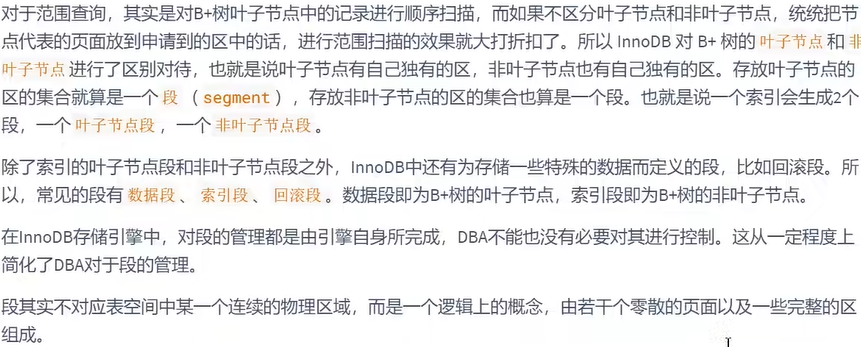 对于范围查询，其实是对B+树叶子节点中的记录进行顺序扫描，而如果不区分叶子节点和非叶子节点，统统把节
点代表的页面放到申请到的区中的话，进行范围扫描的效果就大打折扣了。所以 InnoDB 对 B+ 树的 叶子节点 和 非
叶子节点 进行了区别对待，也就是说叶子节点有自己独有的区，非叶子节点也有自己独有的区。存放叶子节点的
区的集合就算是一个 段 （ segment ），存放非叶子节点的区的集合也算是一个段。也就是说一个索引会生成2个
段，一个 叶子节点段 ，一个 非叶子节点段 。
除了索引的叶子节点段和非叶子节点段之外，InnoDB中还有为存储一些特殊的数据而定义的段，比如回滚段。所
以，常见的段有 数据段 、 索引段 、 回滚段 。数据段即为B+树的叶子节点，索引段即为B+树的非叶子节点。
在InnoDB存储引擎中，对段的管理都是由引擎自身所完成，DBA不能也没有必要对其进行控制。这从一定程度上
简化了DBA对于段的管理。
段其实不对应表空间中某一个连续的物理区域，而是一个逻辑上的概念，由若干个零散的页面以及一些完整的区
组成。